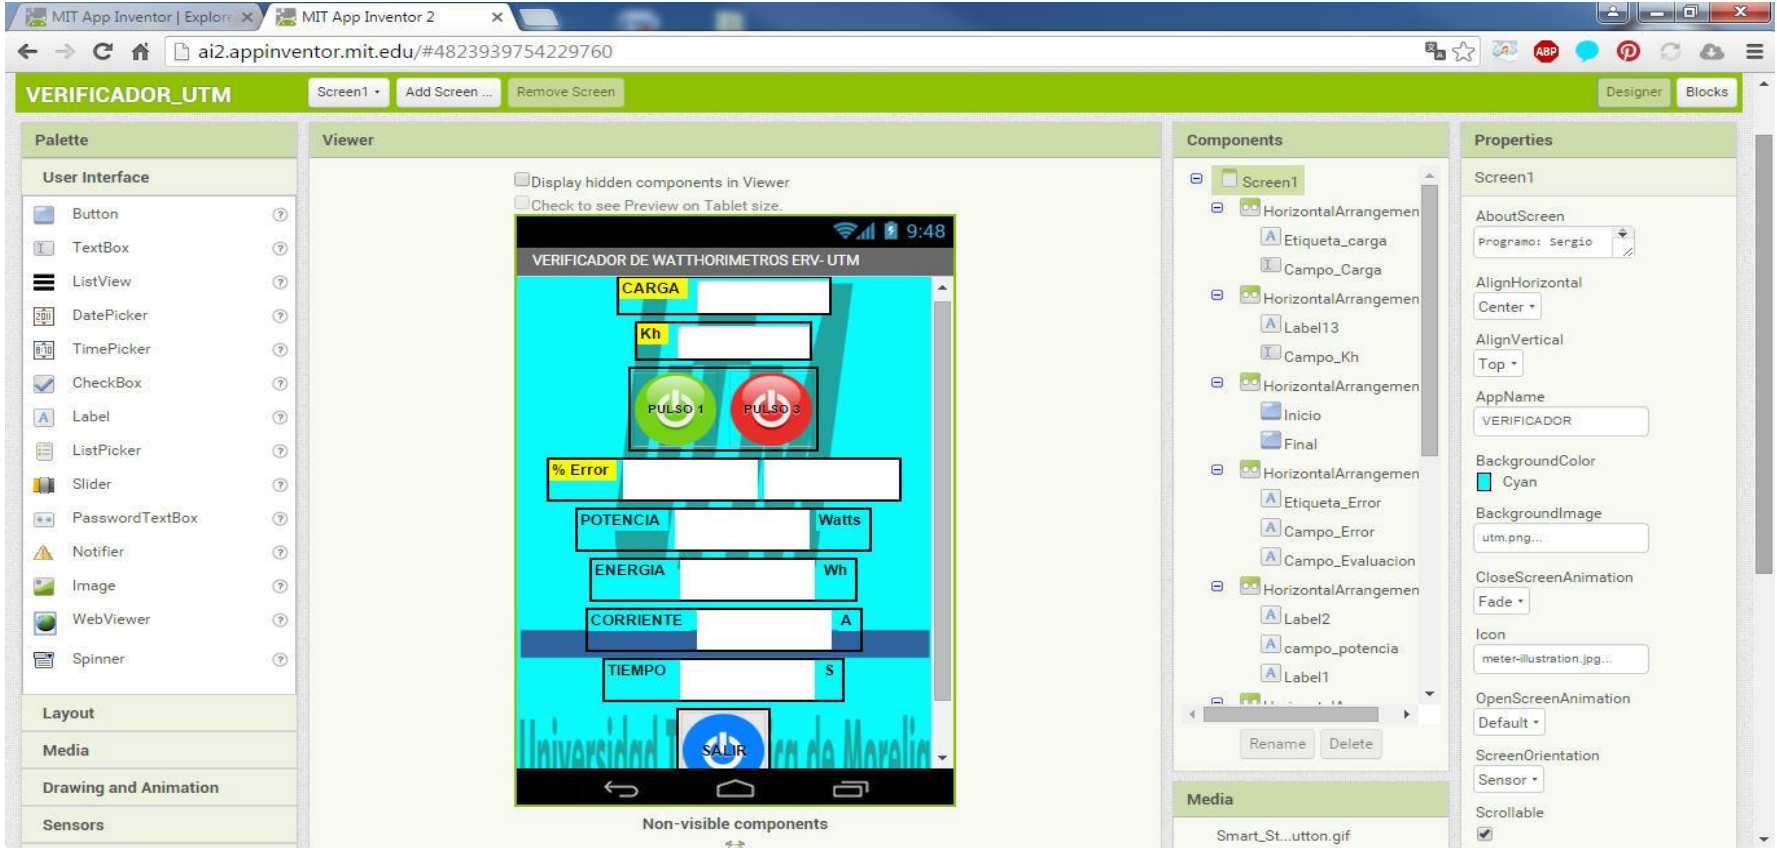 MIT App Inventor | Explore
MIT App Inventor 2
ai2.appinventor.mit.edu/#4823939754229760
ABP
VERIFICADOR_UTM
Screen1
Add Screen ...
Remove Screen
Designer
Blocks
Palette
User Interface
Button
TextBox
ListView
DatePicker
TimePicker
CheckBox
Label
ListPicker
Slider
PasswordTextBox
Notifier
Image
WebViewer
Spinner
Layout
Media
Drawing and Animation
Sensors
Viewer
Display hidden components in Viewer
Check to see Preview on Tablet size.
9:48
VERIFICADOR DE WATTHORIMETROS ERV- UTM
CARGA
Kh
PULSO 1
PULSO 3
% Error
POTENCIA
Watts
ENERGIA
Wh
CORRIENTE
A
TIEMPO
S
SALIR
Non-visible components
Components
Screen1
HorizontalArrangemen
Etiqueta_carga
Campo_Carga
HorizontalArrangemen
Label13
Campo_Kh
HorizontalArrangemen
Inicio
Final
HorizontalArrangemen
Etiqueta_Error
Campo_Error
Campo_Evaluacion
HorizontalArrangemen
Label2
campo_potencia
Label1
Rename
Delete
Media
Smart_St...utton.gif
Properties
Screen1
AboutScreen
Programo: Sergio
AlignHorizontal
Center
AlignVertical
Top
AppName
VERIFICADOR
BackgroundColor
Cyan
BackgroundImage
utm.png...
CloseScreenAnimation
Fade
Icon
meter-illustration.jpg...
OpenScreenAnimation
Default
ScreenOrientation
Sensor
Scrollable